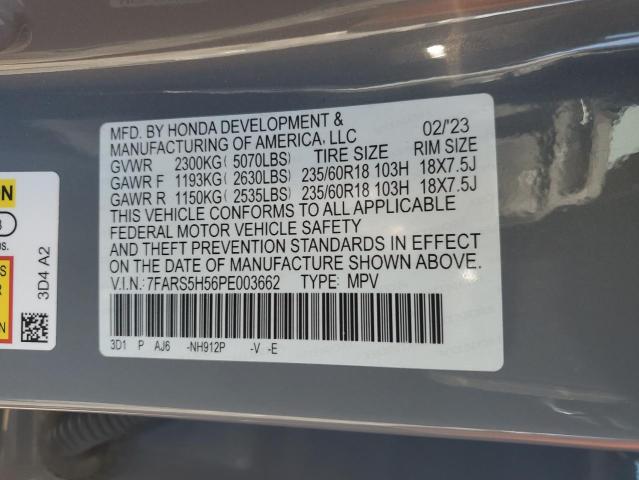 MFD. BY HONDA DEVELOPMENT &
MANUFACTURING OF AMERICA, LLC 02/'23
GVWR 2300KG ( 5070LBS) TIRE SIZE RIM SIZE
GAWR F 1193KG ( 2630LBS) 235/60R18 103H 18X7.5J
GAWR R 1150KG ( 2535LBS) 235/60R18 103H 18X7.5J
THIS VEHICLE CONFORMS TO ALL APPLICABLE
FEDERAL MOTOR VEHICLE SAFETY
AND THEFT PREVENTION STANDARDS IN EFFECT
ON THE DATE OF MANUFACTURE SHOWN ABOVE.
V.I.N.: 7FARS5H56PE003662 TYPE: MPV
3D1 P AJ6 -NH912P -V -E
3D4 A2